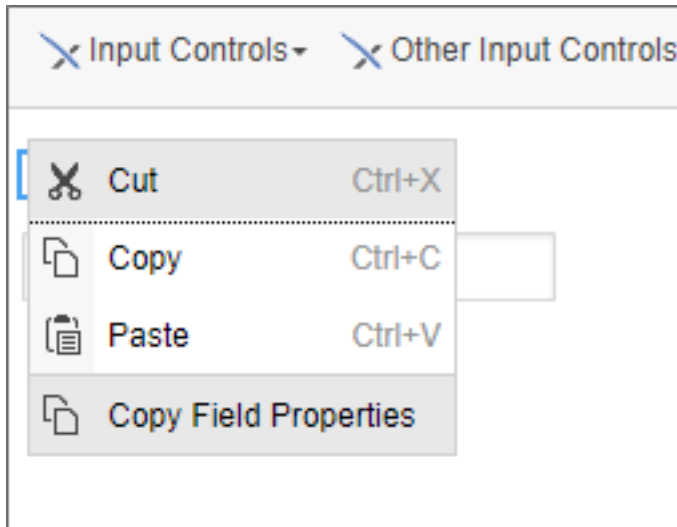 Input Controls Other Input Controls
Cut Ctrl+X
Copy Ctrl+C
Paste Ctrl+V
Copy Field Properties